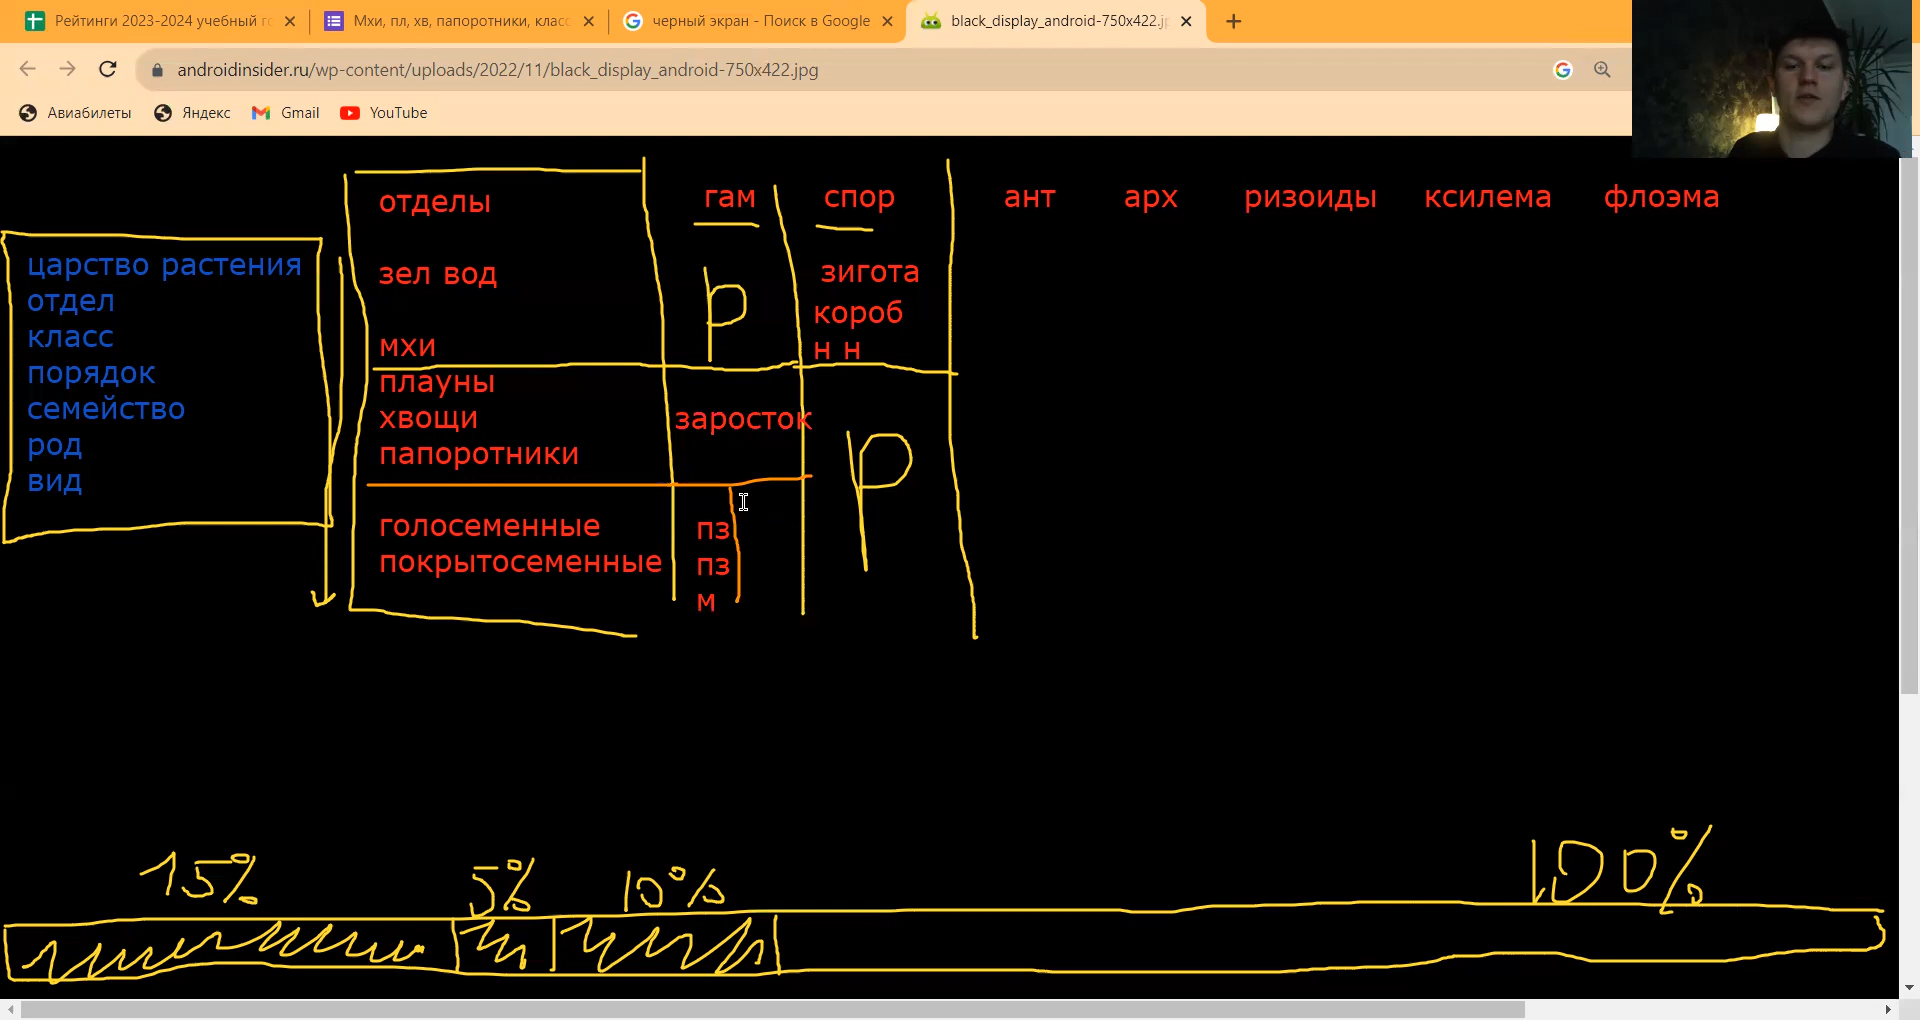 Рейтинги 2023-2024 учебный го
Мхи, пл, хв, папоротники, класс
черный экран - Поиск в Google
black_display_android-750x422.jp
androidinsider.ru/wp-content/uploads/2022/11/black_display_android-750x422.jpg
Авиабилеты
Яндекс
Gmail
YouTube
царство растения
отдел
класс
порядок
семейство
род
вид
отделы
зел вод
мхи
плауны
хвощи
папоротники
голосеменные
покрытосеменные
гам
р
заросток
пз
пз
м
спор
зигота
короб
н н
р
ант арх ризоиды ксилема флоэма
15% 5% 10% 100%